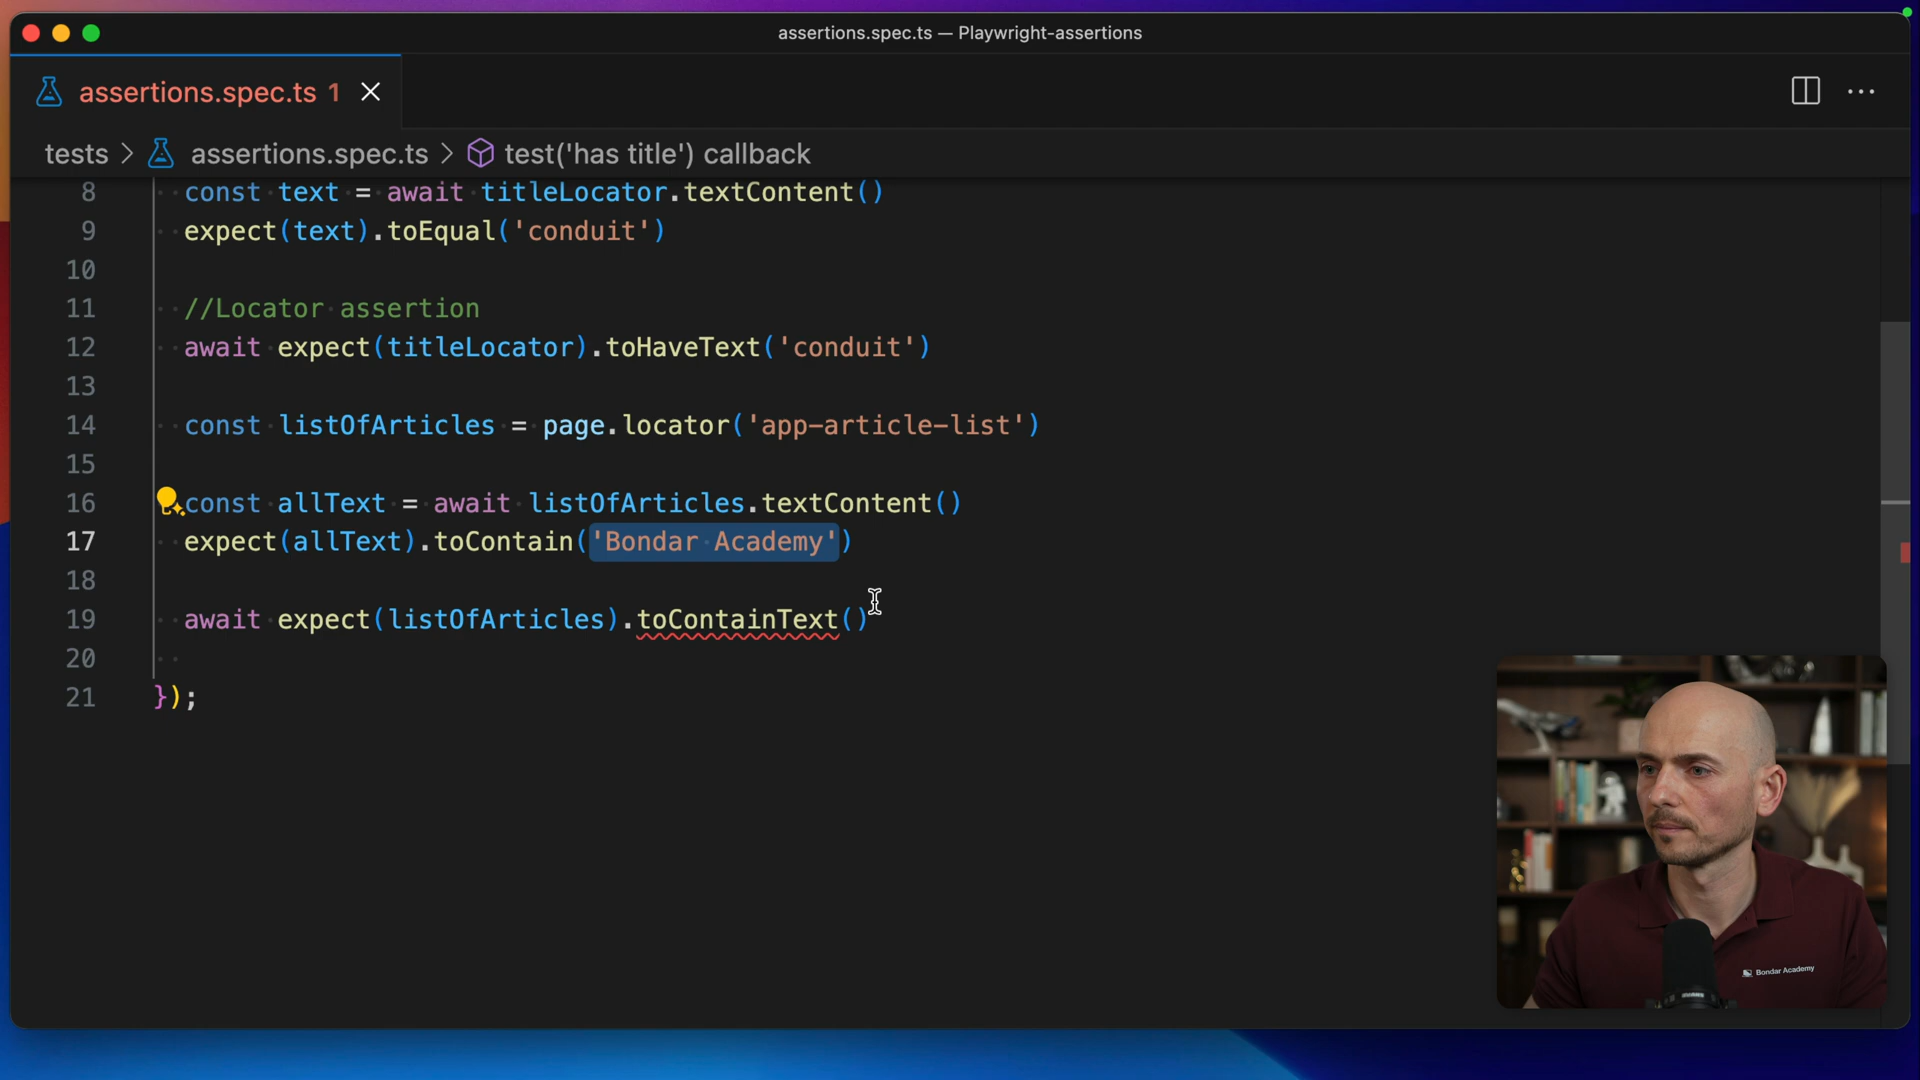 assertions.spec.ts — Playwright-assertions
assertions.spec.ts 1
tests > assertions.spec.ts > test('has title') callback
8 const text = await titleLocator.textContent()
9 expect(text).toEqual('conduit')
10
11 //Locator assertion
12 await expect(titleLocator).toHaveText('conduit')
13
14 const listOfArticles = page.locator('app-article-list')
15
16 const allText = await listOfArticles.textContent()
17 expect(allText).toContain('Bondar Academy')
18
19 await expect(listOfArticles).toContainText()
20
21 });
Bondar Academy